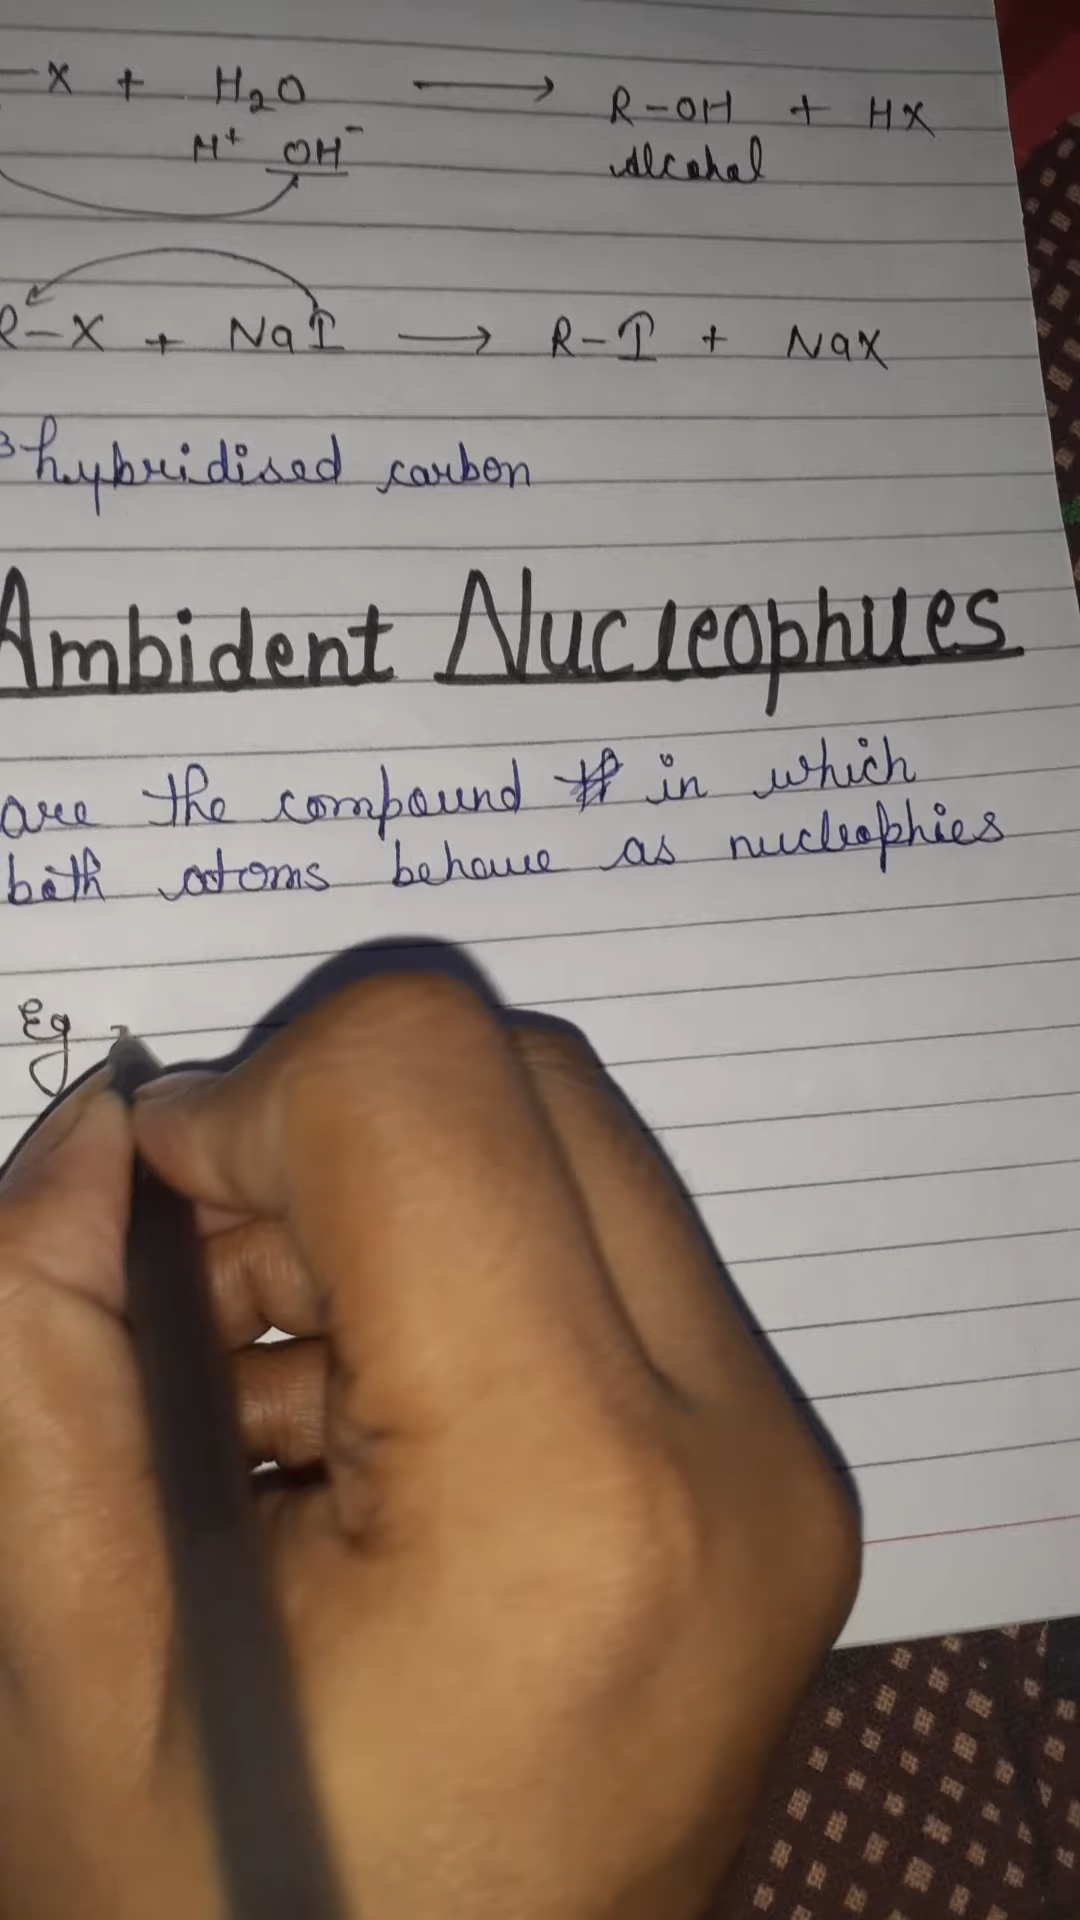 -X + H₂O ⟶ R-OH + HX
H⁺ OH⁻ Alcohal
R-X + NaI ⟶ R-I + NaX
3 hybridised carbon
Ambident Nucleophiles
are the compound in which
both atoms behave as nucleophies
Eg